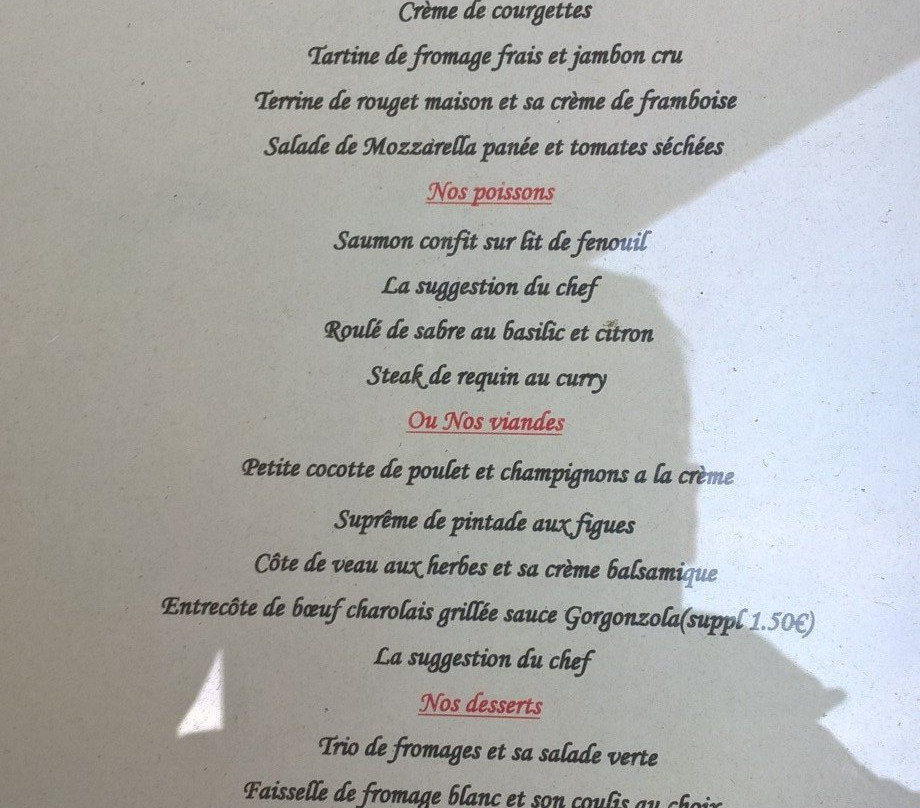 Crème de courgettes
Tartine de fromage frais et jambon cru
Terrine de rouget maison et sa crème de framboise
Salade de Mozzarella panée et tomates séchées
Nos poissons
Saumon confit sur lit de fenouil
La suggestion du chef
Roulé de sabre au basilic et citron
Steak de requin au curry
Ou Nos viandes
Petite cocotte de poulet et champignons a la crème
Suprême de pintade aux figues
Côte de veau aux herbes et sa crème balsamique
Entrecôte de bœuf charolais grillée sauce Gorgonzola(suppl 1.50€)
La suggestion du chef
Nos desserts
Trio de fromages et sa salade verte
Faisselle de fromage blanc et son coulis au choix